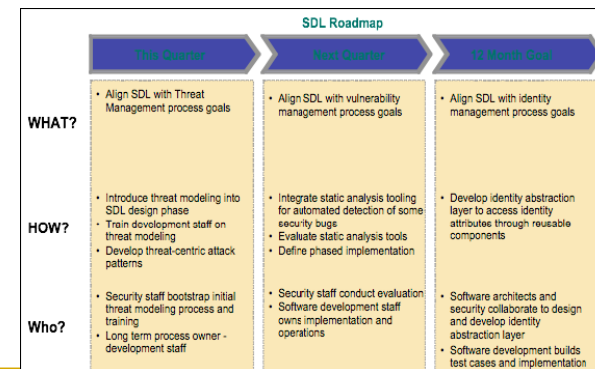 SDL Roadmap
This Quarter
Next Quarter
WHAT?
• Align SDL with Threat
Management process goals
• Align SDL with vulnerability
management process goals
• Align SDL with identity
management process goals
HOW?
• Introduce threat modeling into
SDL design phase
• Train development staff on
threat modeling
• Develop threat-centric attack
patterns
• Integrate static analysis tooling
for automated detection of some
security bugs
• Evaluate static analysis tools
• Define phased implementation
• Develop identity abstraction
layer to access identity
attributes through reusable
components
Who?
• Security staff bootstrap initial
threat modeling process and
training
• Long term process owner -
development staff
• Security staff conduct evaluation
• Software development staff
owns implementation and
operations
• Software architects and
security collaborate to design
and develop identity
abstraction layer
• Software development builds
test cases and implementation